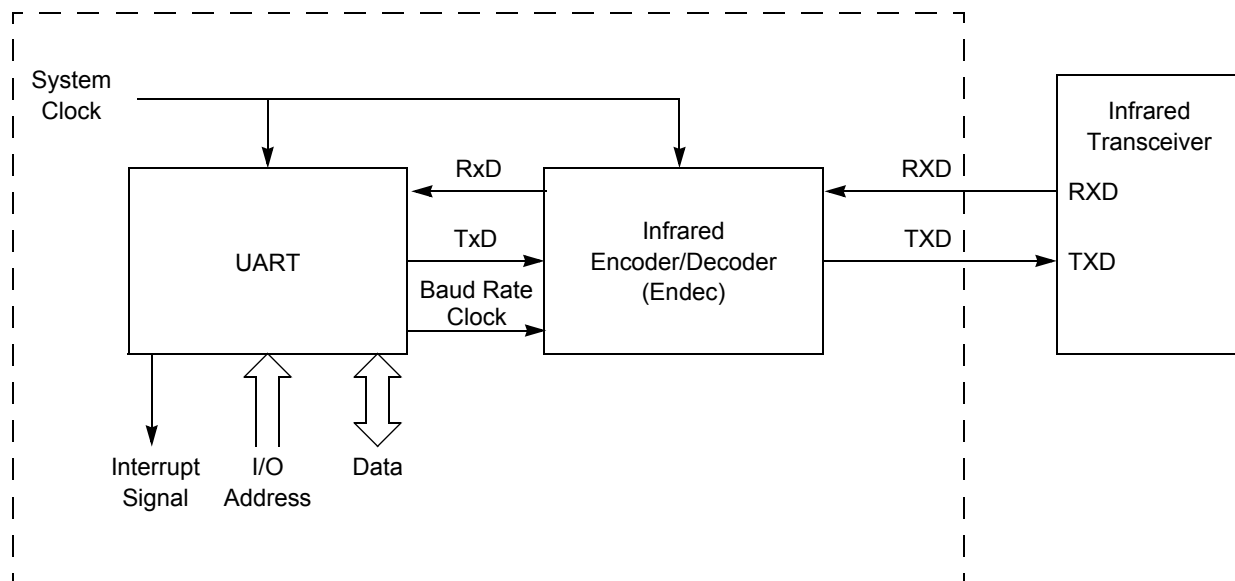 System
Clock
Infrared
Transceiver
RxD
RXD
RXD
TxD
TXD
TXD
UART
Infrared
Encoder/Decoder
(Endec)
Baud Rate
Clock
Interrupt
Signal
I/O
Address
Data